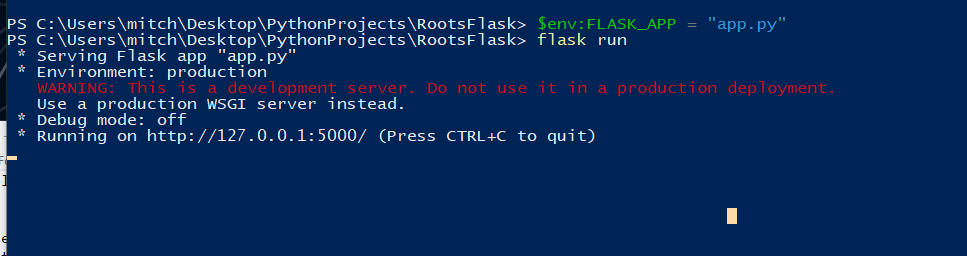 PS C:\Users\mitch\Desktop\PythonProjects\RootsFlask> $env:FLASK_APP = "app.py"
PS C:\Users\mitch\Desktop\PythonProjects\RootsFlask> flask run
 * Serving Flask app "app.py"
 * Environment: production
   WARNING: This is a development server. Do not use it in a production deployment.
   Use a production WSGI server instead.
 * Debug mode: off
 * Running on http://127.0.0.1:5000/ (Press CTRL+C to quit)